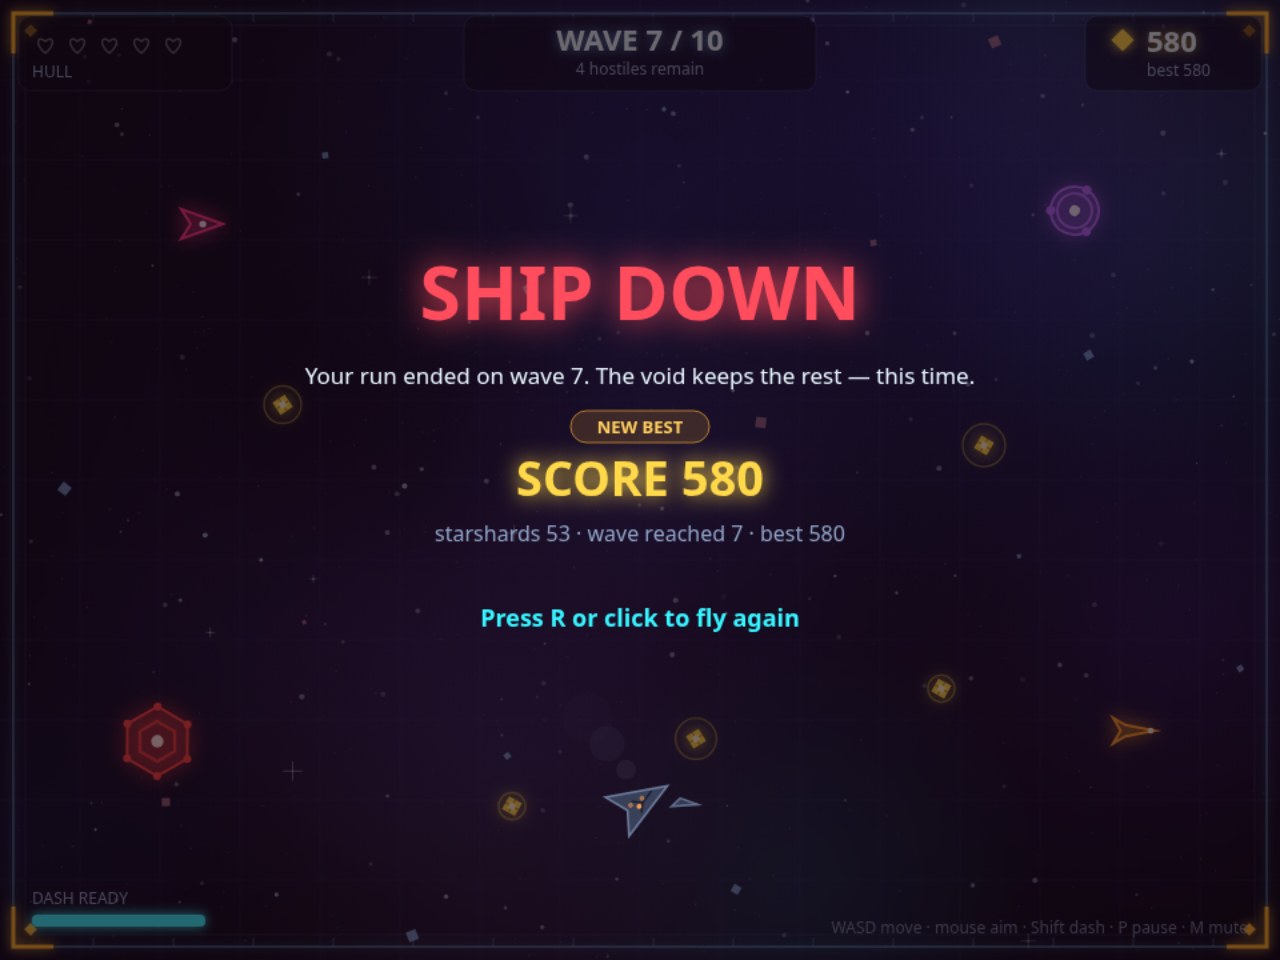 HULL
WAVE 7 / 10
4 hostiles remain
580
best 580
SHIP DOWN
Your run ended on wave 7. The void keeps the rest — this time.
NEW BEST
SCORE 580
starshards 53 · wave reached 7 · best 580
Press R or click to fly again
DASH READY
WASD move · mouse aim · Shift dash · P pause · M mute